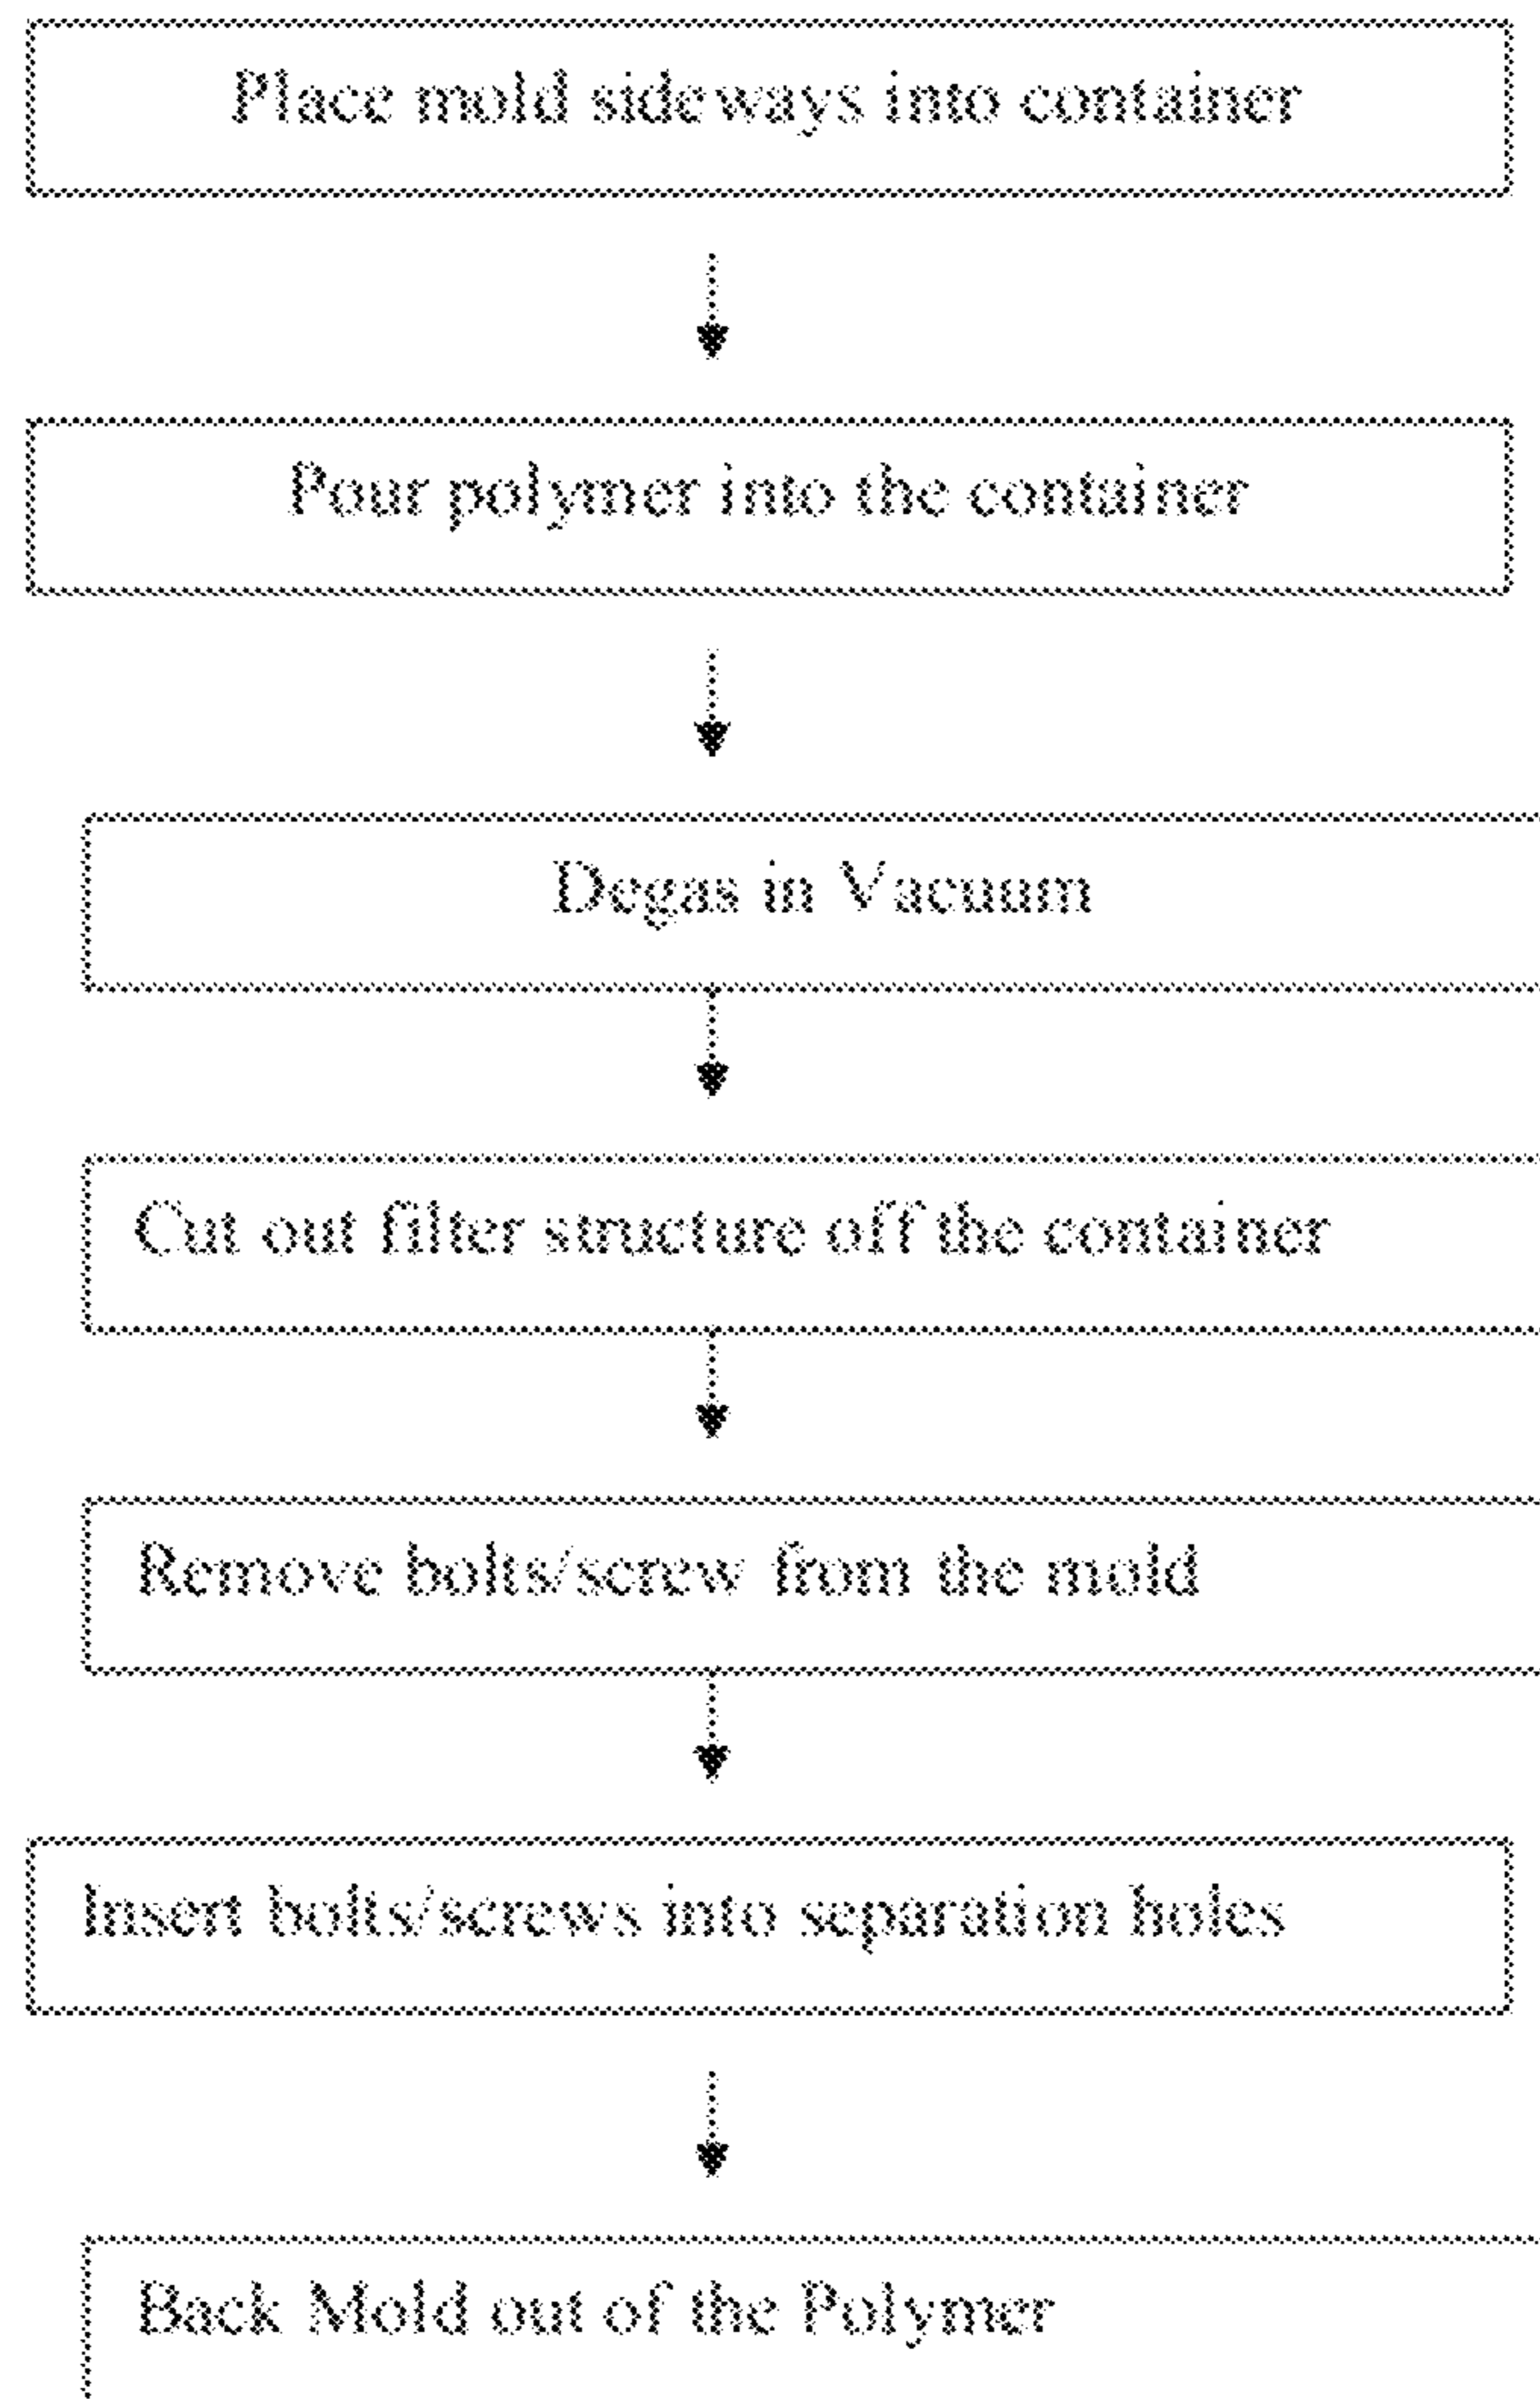 Place mold sideways into container
Pour polymer into the container
Degas in Vacuum
Cut out filter structure off the container
Remove bolts/screw from the mold
Insert bolts/screws into separation holes
Back Mold out of the Polymer